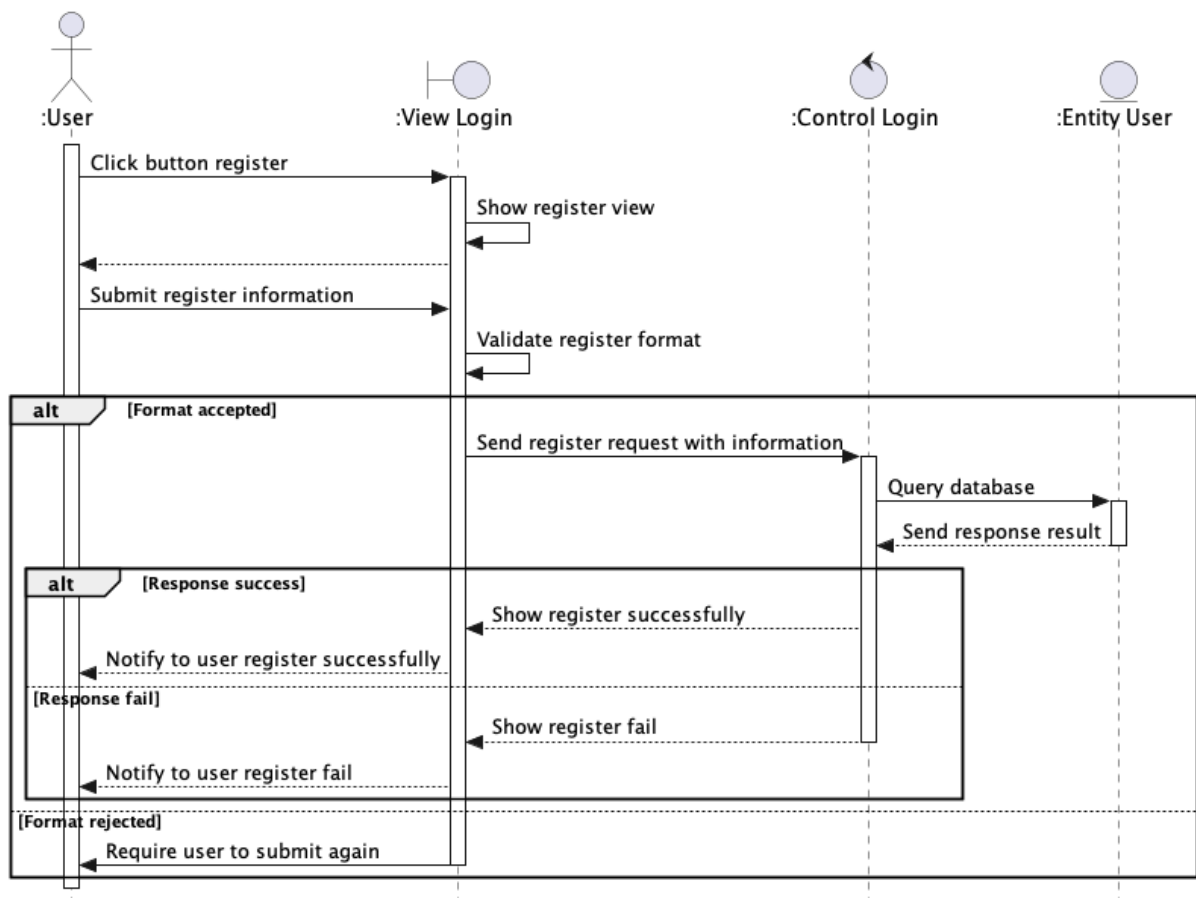 :User
:View Login
:Control Login
:Entity User
Click button register
Show register view
Submit register information
Validate register format
alt [Format accepted]
Send register request with information
Query database
Send response result
alt [Response success]
Show register successfully
Notify to user register successfully
[Response fail]
Show register fail
Notify to user register fail
[Format rejected]
Require user to submit again